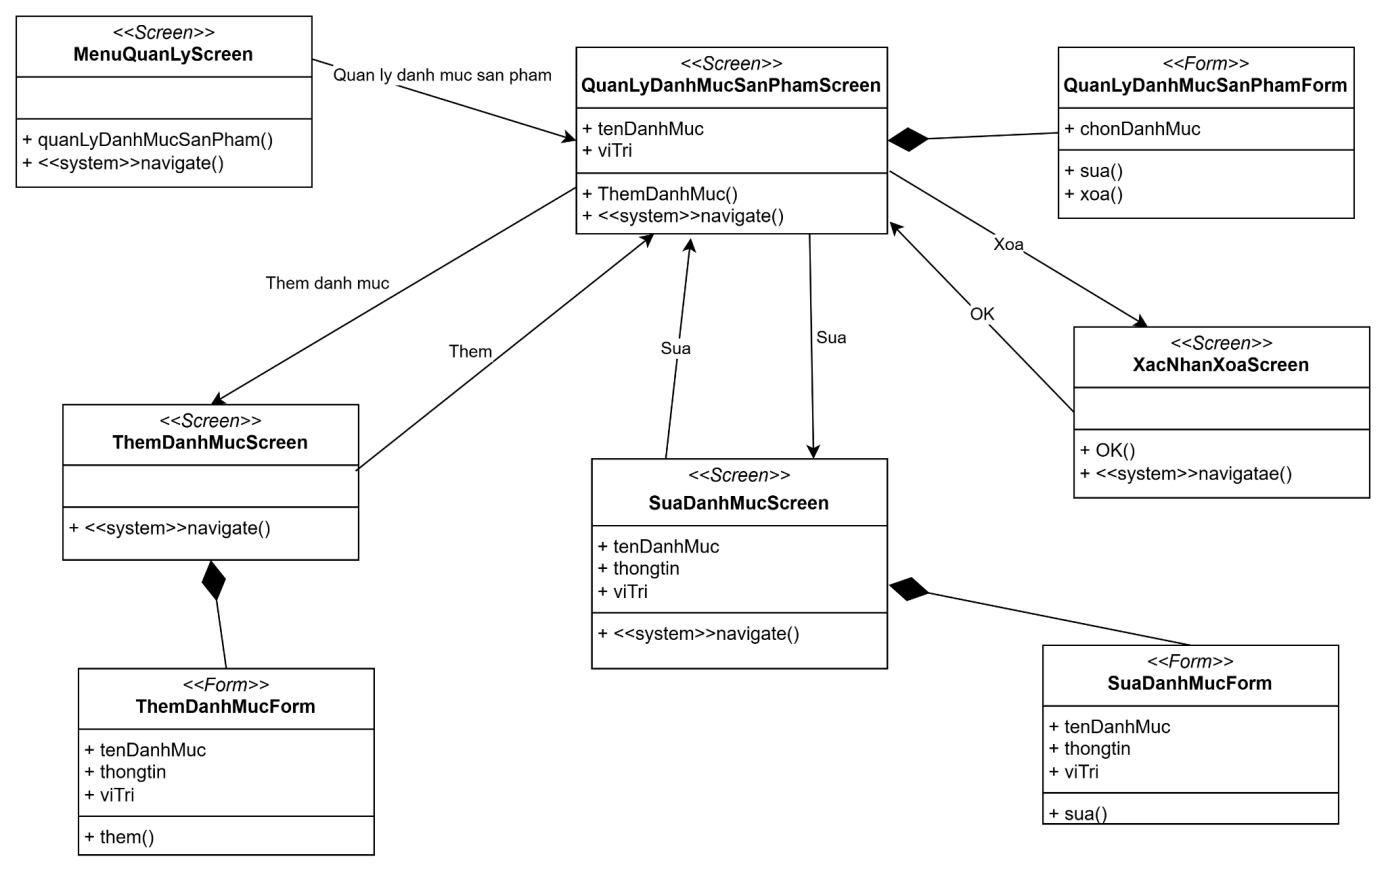 <<Screen>>
MenuQuanLyScreen
+ quanLyDanhMucSanPham()
+ <<system>>navigate()
Quan ly danh muc san pham
<<Screen>>
QuanLyDanhMucSanPhamScreen
+ tenDanhMuc
+ viTri
+ ThemDanhMuc()
+ <<system>>navigate()
<<Form>>
QuanLyDanhMucSanPhamForm
+ chonDanhMuc
+ sua()
+ xoa()
Them danh muc
Them
Sua
Sua
Xoa
OK
<<Screen>>
XacNhanXoaScreen
+ OK()
+ <<system>>navigatae()
<<Screen>>
ThemDanhMucScreen
+ <<system>>navigate()
<<Screen>>
SuaDanhMucScreen
+ tenDanhMuc
+ thongtin
+ viTri
+ <<system>>navigate()
<<Form>>
ThemDanhMucForm
+ tenDanhMuc
+ thongtin
+ viTri
+ them()
<<Form>>
SuaDanhMucForm
+ tenDanhMuc
+ thongtin
+ viTri
+ sua()